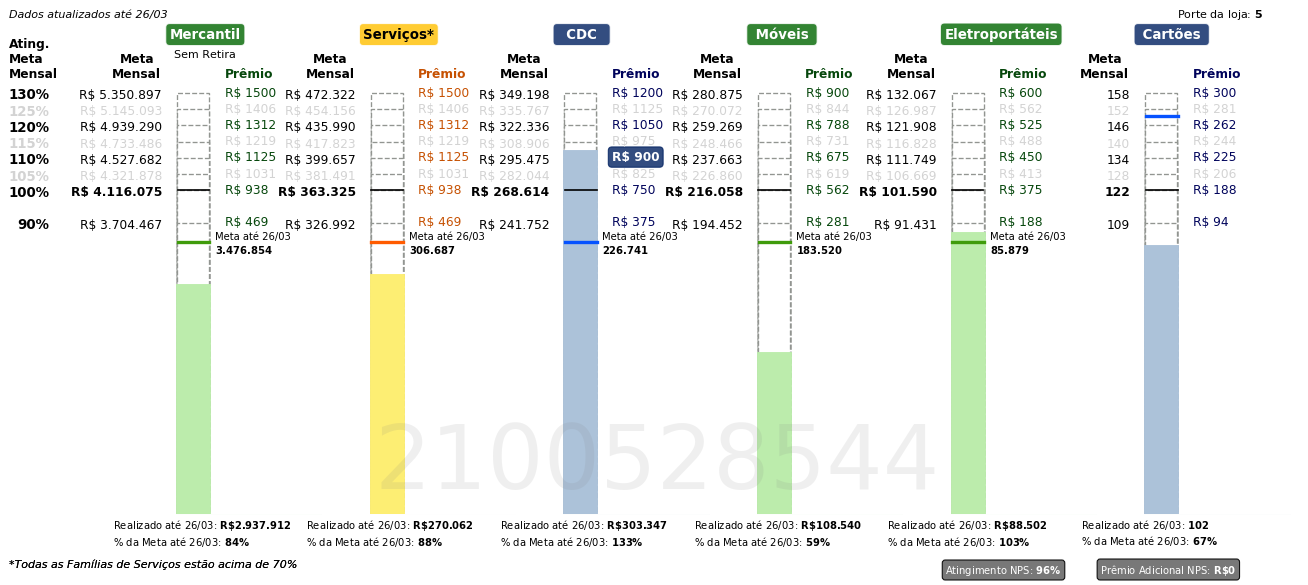 Dados atualizados até 26/03
Porte da loja: 5
Mercantil
Serviços*
CDC
Móveis
Eletroportáteis
Cartões
Sem Retira
Ating.
Meta
Mensal
Meta
Mensal
Prêmio
Meta
Mensal
Prêmio
Meta
Mensal
Prêmio
Meta
Mensal
Prêmio
Meta
Mensal
Prêmio
Meta
Mensal
Prêmio
130% R$ 5.350.897 R$ 1500 R$ 472.322 R$ 1500 R$ 349.198 R$ 1200 R$ 280.875 R$ 900 R$ 132.067 R$ 600 158 R$ 300
125% R$ 5.145.093 R$ 1406 R$ 454.156 R$ 1406 R$ 335.767 R$ 1125 R$ 270.072 R$ 844 R$ 126.987 R$ 562 152 R$ 281
120% R$ 4.939.290 R$ 1312 R$ 435.990 R$ 1312 R$ 322.336 R$ 1050 R$ 259.269 R$ 788 R$ 121.908 R$ 525 146 R$ 262
115% R$ 4.733.486 R$ 1219 R$ 417.823 R$ 1219 R$ 308.906 R$ 975 R$ 248.466 R$ 731 R$ 116.828 R$ 488 140 R$ 244
110% R$ 4.527.682 R$ 1125 R$ 399.657 R$ 1125 R$ 295.475 R$ 900 R$ 237.663 R$ 675 R$ 111.749 R$ 450 134 R$ 225
105% R$ 4.321.878 R$ 1031 R$ 381.491 R$ 1031 R$ 282.044 R$ 825 R$ 226.860 R$ 619 R$ 106.669 R$ 413 128 R$ 206
100% R$ 4.116.075 R$ 938 R$ 363.325 R$ 938 R$ 268.614 R$ 750 R$ 216.058 R$ 562 R$ 101.590 R$ 375 122 R$ 188
90% R$ 3.704.467 R$ 469 R$ 326.992 R$ 469 R$ 241.752 R$ 375 R$ 194.452 R$ 281 R$ 91.431 R$ 188 109 R$ 94
Meta até 26/03 Meta até 26/03 Meta até 26/03 Meta até 26/03 Meta até 26/03
3.476.854 306.687 226.741 183.520 85.879
2100528544
Realizado até 26/03: R$2.937.912 Realizado até 26/03: R$270.062 Realizado até 26/03: R$303.347 Realizado até 26/03: R$108.540 Realizado até 26/03: R$88.502 Realizado até 26/03: 102
% da Meta até 26/03: 84% % da Meta até 26/03: 88% % da Meta até 26/03: 133% % da Meta até 26/03: 59% % da Meta até 26/03: 103% % da Meta até 26/03: 67%
*Todas as Famílias de Serviços estão acima de 70%
Atingimento NPS: 96%
Prêmio Adicional NPS: R$0